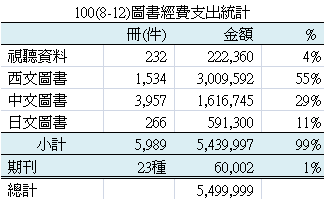 100(8-12)圖書經費支出統計
冊(件) 金額 %
視聽資料 232 222,360 4%
西文圖書 1,534 3,009,592 55%
中文圖書 3,957 1,616,745 29%
日文圖書 266 591,300 11%
小計 5,989 5,439,997 99%
期刊 23種 60,002 1%
總計 5,499,999